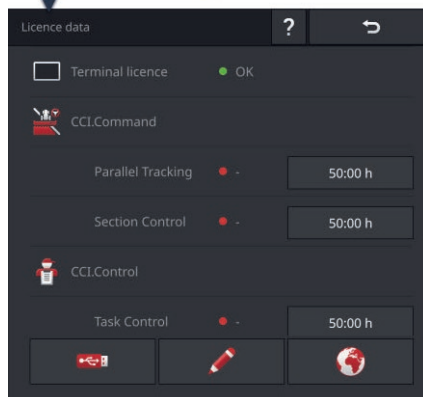 Licence data ?
Terminal licence OK
CCI.Command
Parallel Tracking - 50:00 h
Section Control - 50:00 h
CCI.Control
Task Control - 50:00 h